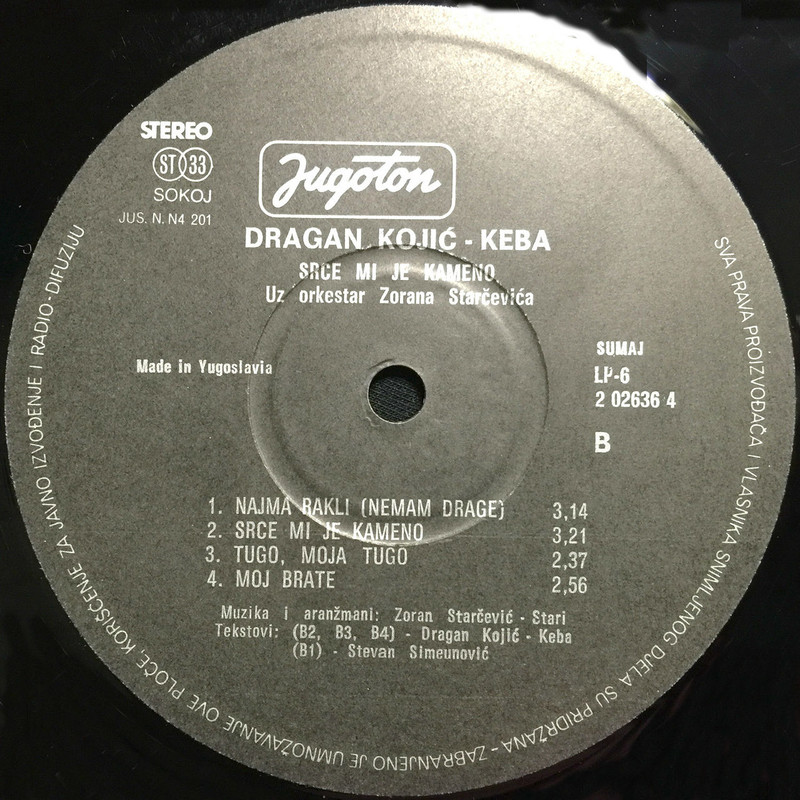 STEREO
ST 33
SOKOJ
JUS. N. N4 201
Jugoton
DRAGAN KOJIĆ - KEBA
SRCE MI JE KAMENO
Uz orkestar Zorana Starčevića
Made in Yugoslavia
SUMAJ
LP-6
2 02636 4
B
1. NAJMA RAKLI (NEMAM DRAGE) 3,14
2. SRCE MI JE KAMENO 3,21
3. TUGO, MOJA TUGO 2,37
4. MOJ BRATE 2,56
Muzika i aranžmani: Zoran Starčević - Stari
Tekstovi: (B2, B3, B4) - Dragan Kojić - Keba
(B1) - Stevan Simeunović
SVA PRAVA PROIZVOĐAČA I VLASNIKA SNIMLJENOG DJELA SU PRIDRŽANA - ZABRANJENO JE UMNOŽAVANJE OVE PLOČE, KORIŠĆENJE ZA JAVNO IZVOĐENJE I RADIO-DIFUZIJU